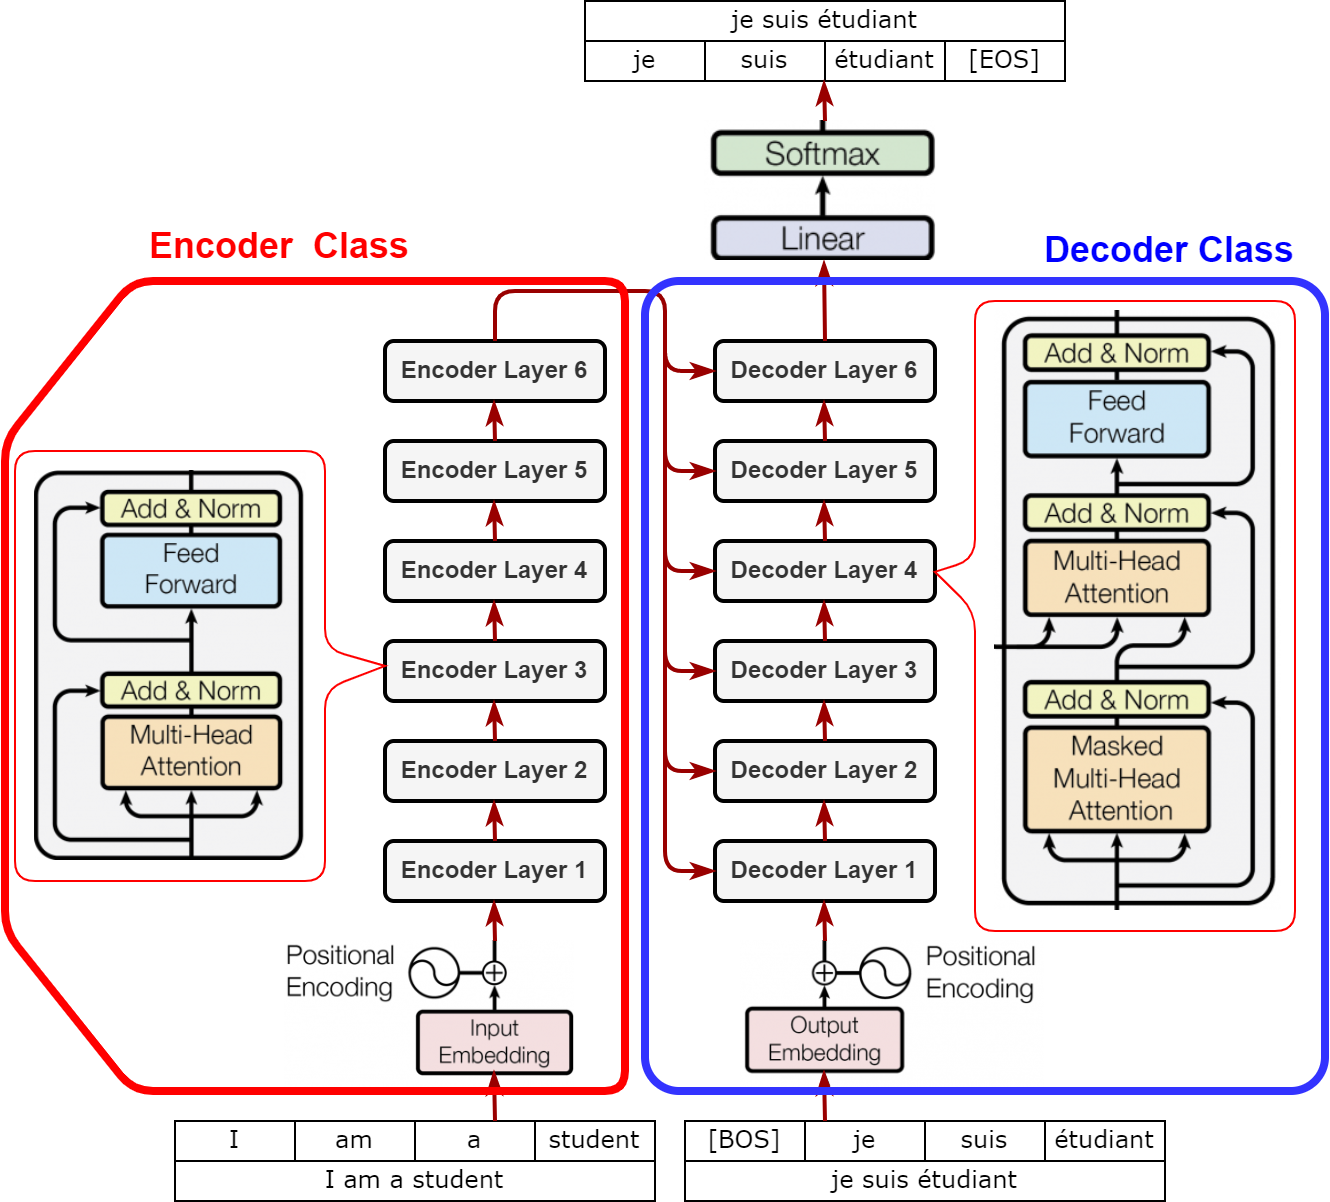 je suis étudiant
je suis étudiant [EOS]
Softmax
Linear
Encoder Class
Decoder Class
Encoder Layer 6
Encoder Layer 5
Encoder Layer 4
Encoder Layer 3
Encoder Layer 2
Encoder Layer 1
Add & Norm
Feed
Forward
Add & Norm
Multi-Head
Attention
Positional
Encoding
Input
Embedding
I am a student
I am a student
Decoder Layer 6
Decoder Layer 5
Decoder Layer 4
Decoder Layer 3
Decoder Layer 2
Decoder Layer 1
Add & Norm
Feed
Forward
Add & Norm
Multi-Head
Attention
Add & Norm
Masked
Multi-Head
Attention
Positional
Encoding
Output
Embedding
[BOS] je suis étudiant
je suis étudiant